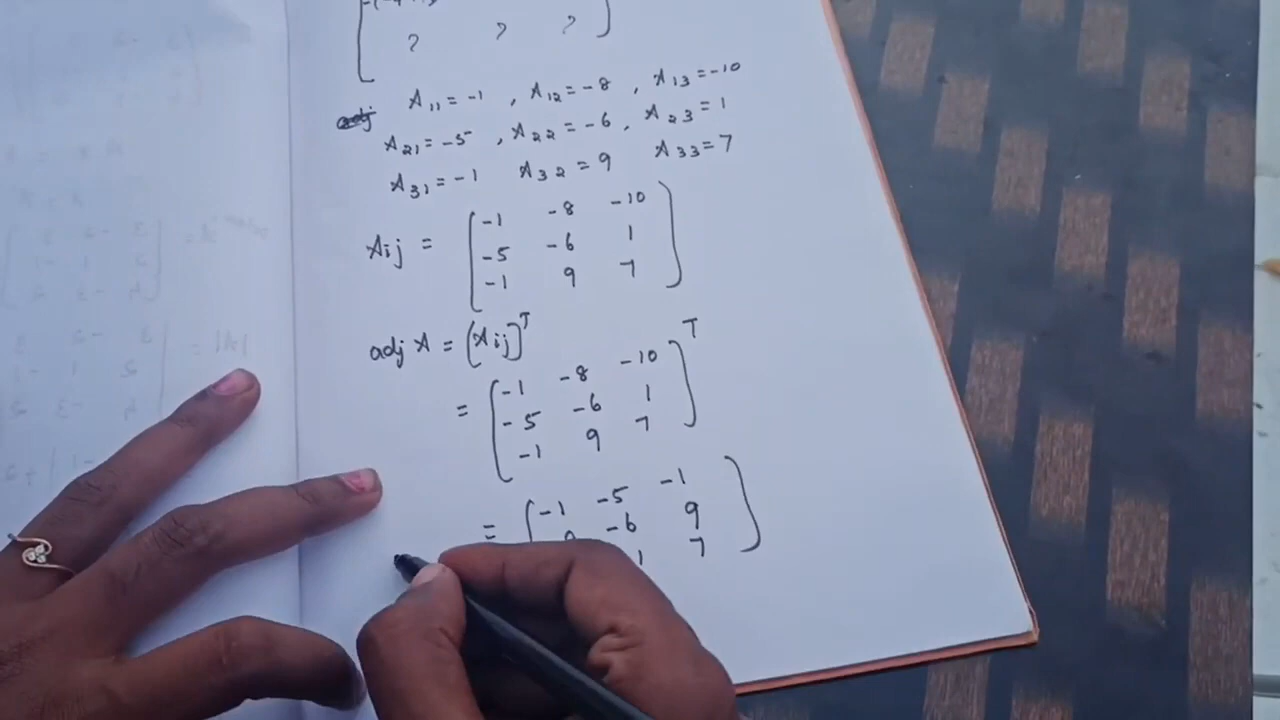 ? ? ?
A11 = -1 , A12 = -8 , A13 = -10
A21 = -5 , A22 = -6 , A23 = 1
A31 = -1 A32 = 9 A33 = 7
Aij = [ -1 -8 -10
-5 -6 1
-1 9 7 ]
adj A = [Aij]^T
= [ -1 -8 -10
-5 -6 1
-1 9 7 ]^T
= [ -1 -5 -1
-6 9
1 7 ]